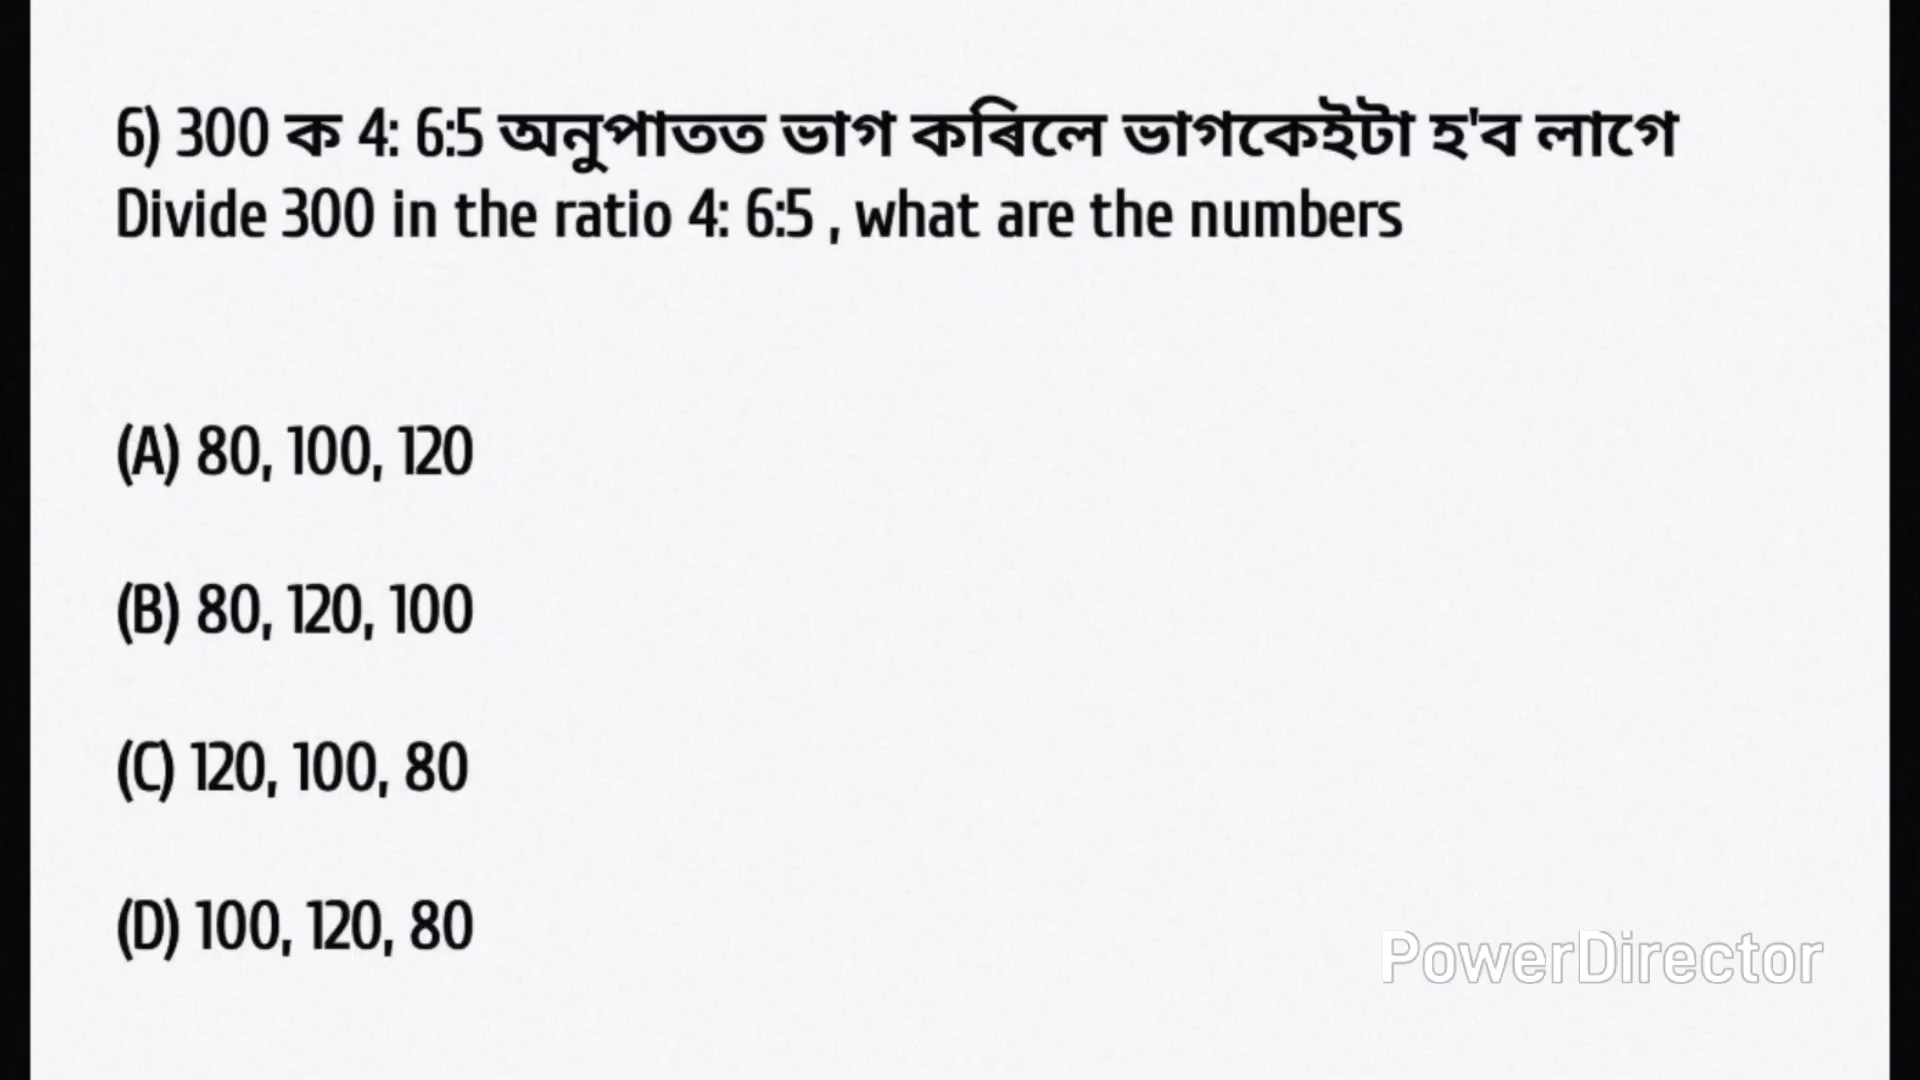 6) 300 ক 4: 6:5 অনুপাতত ভাগ কৰিলে ভাগকেইটা হ'ব লাগে
Divide 300 in the ratio 4: 6:5 , what are the numbers
(A) 80, 100, 120
(B) 80, 120, 100
(C) 120, 100, 80
(D) 100, 120, 80
PowerDirector